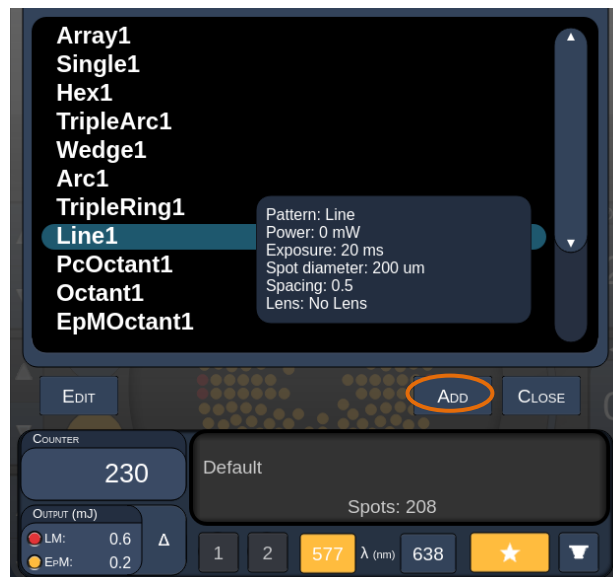 Array1
Single1
Hex1
TripleArc1
Wedge1
Arc1
TripleRing1
Line1
PcOctant1
Octant1
EpMOctant1
Pattern: Line
Power: 0 mW
Exposure: 20 ms
Spot diameter: 200 um
Spacing: 0.5
Lens: No Lens
EDIT
ADD
CLOSE
COUNTER
230
OUTPUT (mJ)
LM: 0.6
EPM: 0.2
Δ
Default
Spots: 208
1 2 577 λ (nm) 638